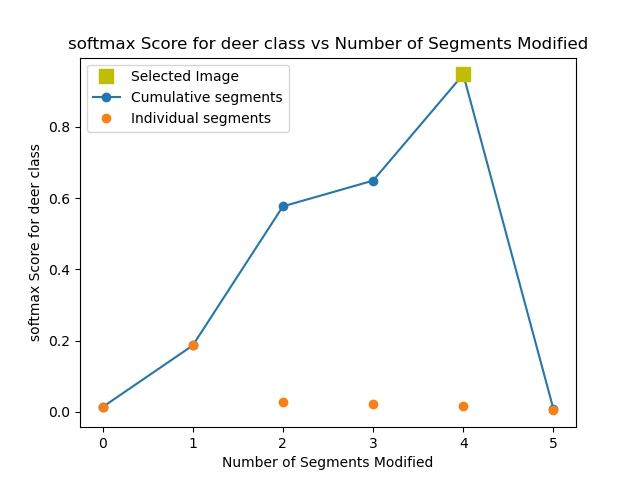 softmax Score for deer class vs Number of Segments Modified
Selected Image
Cumulative segments
Individual segments
softmax Score for deer class
0.8
0.6
0.4
0.2
0.0
0 1 2 3 4 5
Number of Segments Modified